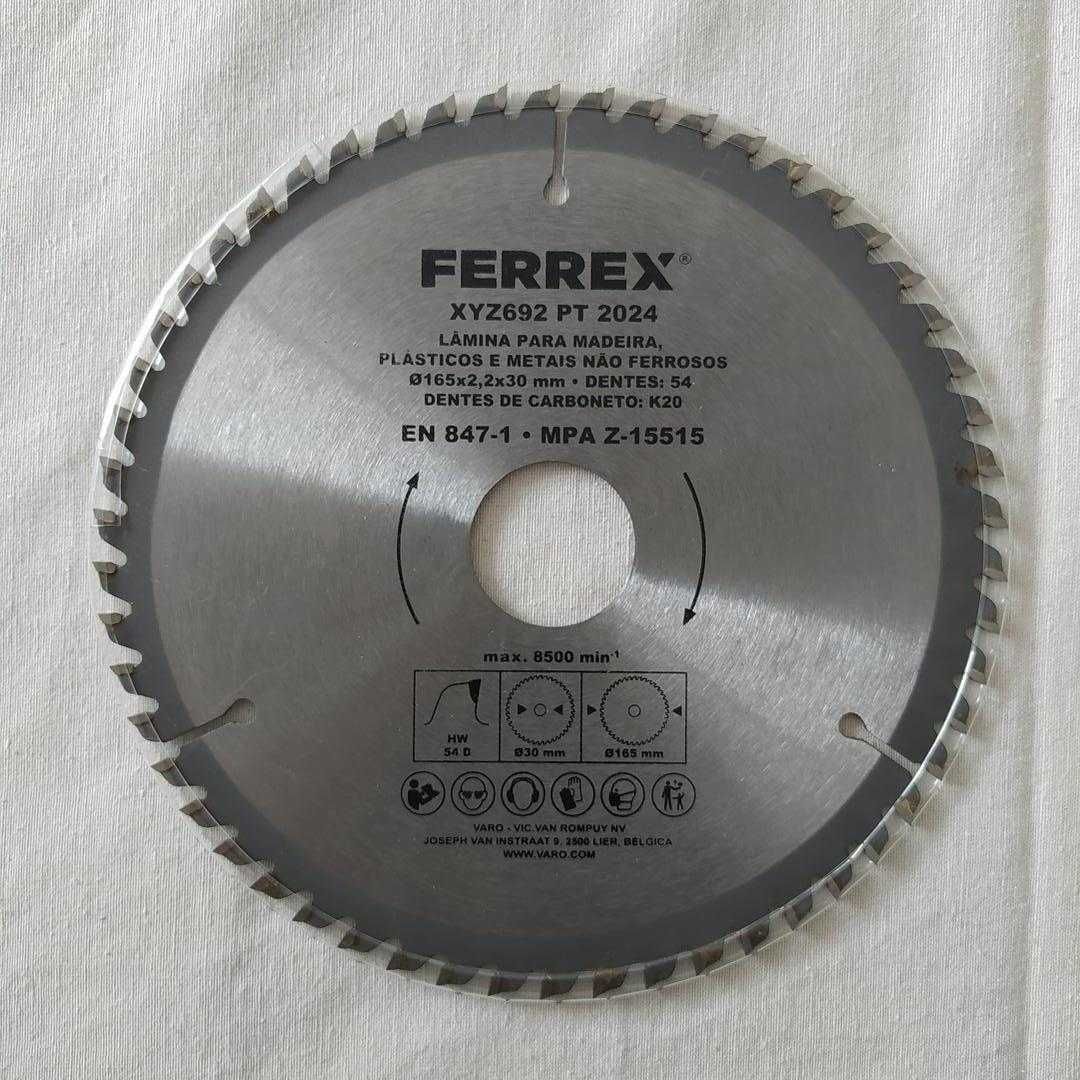 FERREX®
XYZ692 PT 2024
LÂMINA PARA MADEIRA,
PLÁSTICOS E METAIS NÃO FERROSOS
Ø165x2,2x30 mm • DENTES: 54
DENTES DE CARBONETO: K20
EN 847-1 • MPA Z-15515
max. 8500 min⁻¹
HW
54 D
Ø30 mm
Ø165 mm
VARO - VIC.VAN ROMPUY NV
JOSEPH VAN INSTRAAT 9, 2500 LIER, BÉLGICA
WWW.VARO.COM